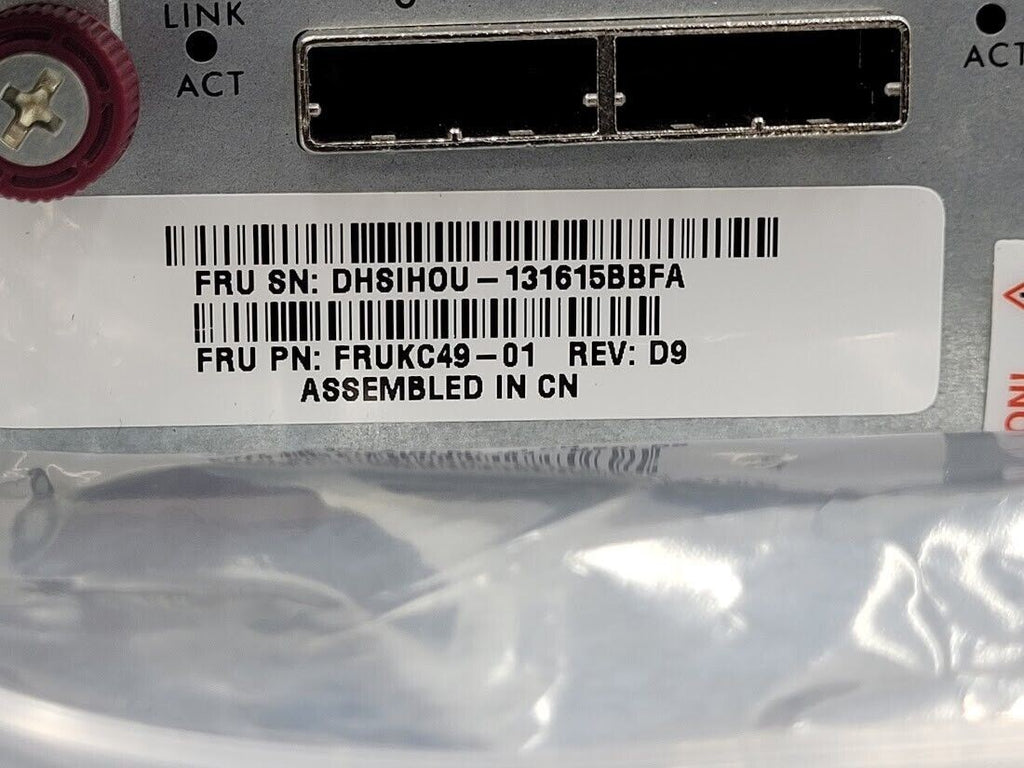 LINK
ACT
ACT
FRU SN: DHSIHOU-131615BBFA
FRU PN: FRUKC49-01 REV: D9
ASSEMBLED IN CN